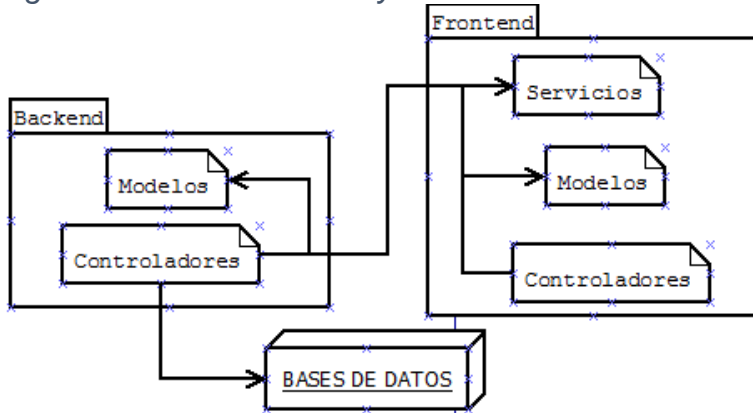 Frontend
Servicios
Backend
Modelos
Modelos
Controladores
Controladores
BASES DE DATOS